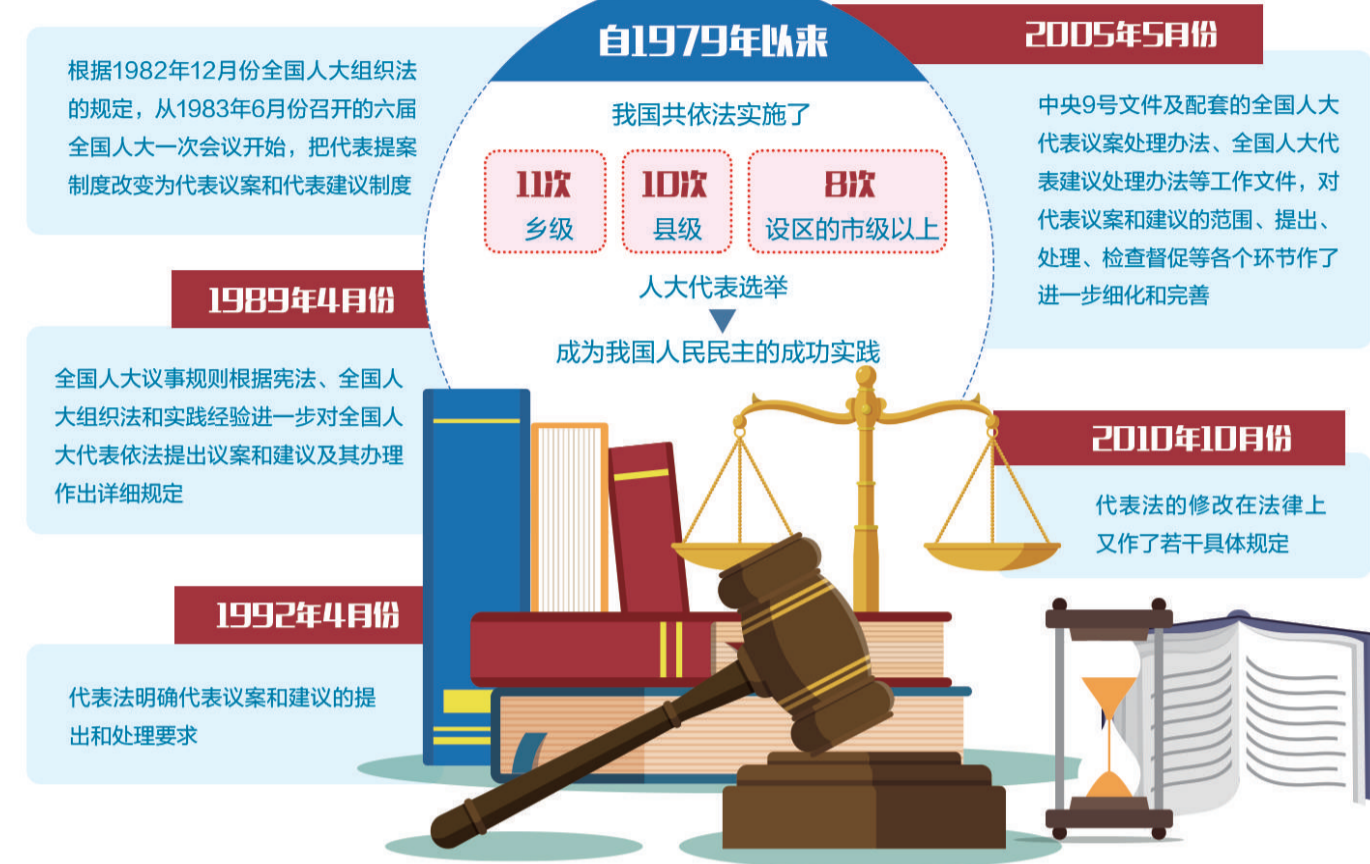 根据1982年12月份全国人大组织法
的规定，从1983年6月份召开的六届
全国人大一次会议开始，把代表提案
制度改变为代表议案和代表建议制度
1989年4月份
全国人大议事规则根据宪法、全国人
大组织法和实践经验进一步对全国人
大代表依法提出议案和建议及其办理
作出详细规定
1992年4月份
代表法明确代表议案和建议的提
出和处理要求
自1979年以来
我国共依法实施了
11次
乡级
10次
县级
8次
设区的市级以上
人大代表选举
成为我国人民民主的成功实践
2005年5月份
中央9号文件及配套的全国人大
代表议案处理办法、全国人大代
表建议处理办法等工作文件，对
代表议案和建议的范围、提出、
处理、检查督促等各个环节作了
进一步细化和完善
2010年10月份
代表法的修改在法律上
又作了若干具体规定